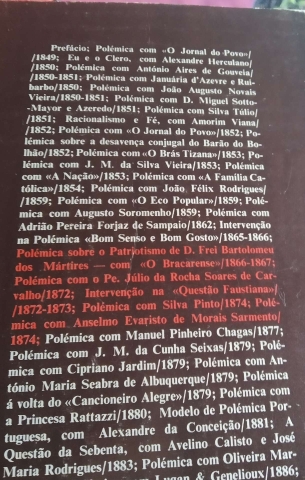 Prefácio; Polémica com «O Jornal do Povo»/
/1849; Eu e o Clero, com Alexandre Herculano/
/1850; Polémica com António Aires de Gouveia/
/1850-1851; Polémica com Januária d'Azevre e Rui-
barbo/1850; Polémica com João Augusto Novais
Vieira/1850-1851; Polémica com D. Miguel Sotto-
-Mayor e Azeredo/1851; Polémica com Silva Túlio/
/1851; Racionalismo e Fé, com Amorim Viana/
/1852; Polémica com «O Jornal do Povo»/1852; Po-
lémica sobre a desavença conjugal do Barão do Bo-
lhão/1852; Polémica com «O Brás Tizana»/1853; Po-
lémica com J. M. da Silva Vieira/1853; Polémica
com «A Nação»/1853; Polémica com «A Família Ca-
tólica»/1854; Polémica com João Félix Rodrigues/
/1859; Polémica com «O Eco Popular»/1859; Polé-
mica com Augusto Soromenho/1859; Polémica com
Adrião Pereira Forjaz de Sampaio/1862; Intervenção
na Polémica «Bom Senso e Bom Gosto»/1865-1866;
Polémica sobre o Patriotismo de D. Frei Bartolomeu
dos Mártires — com «O Bracarense»/1866-1867;
Polémica com o Pe. Júlio da Rocha Soares de Car-
valho/1872; Intervenção na «Questão Faustiana»/
/1872-1873; Polémica com Silva Pinto/1874; Polé-
mica com Anselmo Evaristo de Morais Sarmento/
1874; Polémica com Manuel Pinheiro Chagas/1877;
Polémica com J. M. da Cunha Seixas/1879; Polé-
mica com Cipriano Jardim/1879; Polémica com An-
tónio Maria Seabra de Albuquerque/1879; Polémica
á volta do «Cancioneiro Alegre»/1879; Polémica com
a Princesa Rattazzi/1880; Modelo de Polémica Por-
tuguesa, com Alexandre da Conceição/1881; A
Questão da Sebenta, com Avelino Calisto e José
Maria Rodrigues/1883; Polémica com Oliveira Mar-
Lugan & Genelioux/1886;